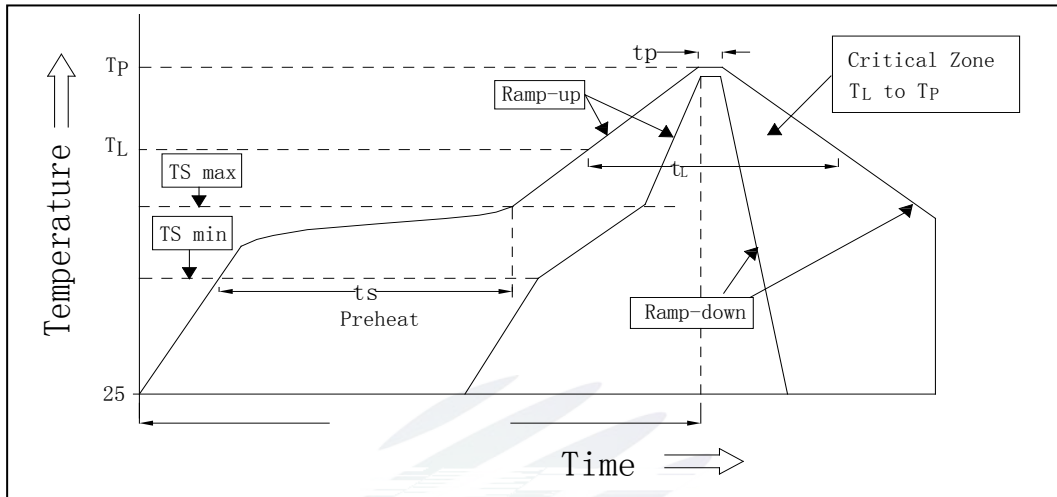 tp
TP
Critical Zone
TL to TP
Ramp-up
TL
TS max
tL
TS min
ts
Preheat
Ramp-down
25
Temperature
Time